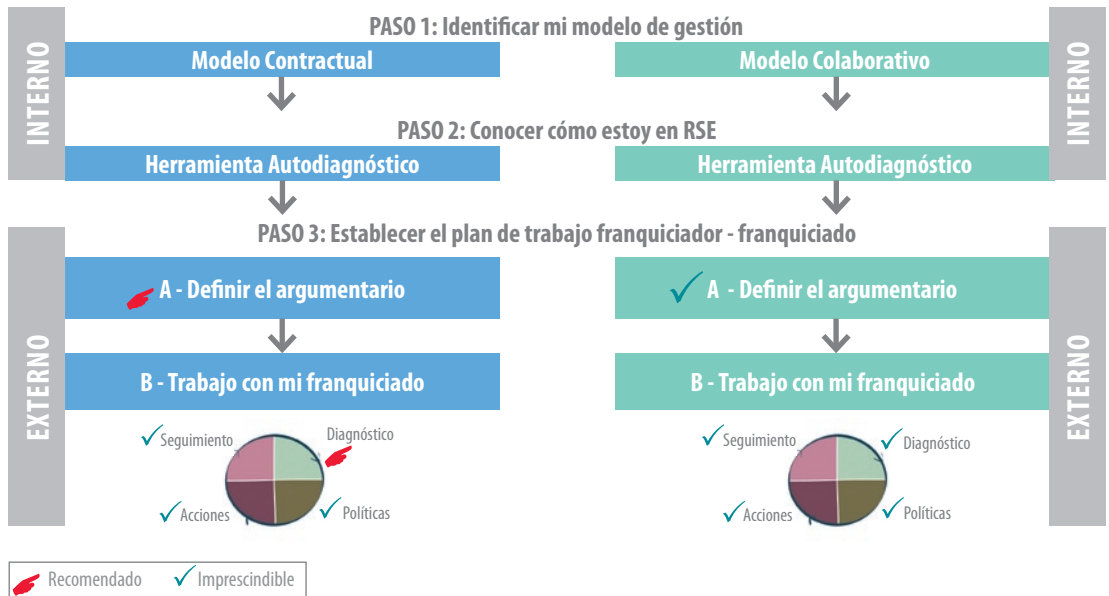 INTERNO
INTERNO
PASO 1: Identificar mi modelo de gestión
Modelo Contractual
Modelo Colaborativo
PASO 2: Conocer cómo estoy en RSE
Herramienta Autodiagnóstico
Herramienta Autodiagnóstico
EXTERNO
EXTERNO
PASO 3: Establecer el plan de trabajo franquiciador - franquiciado
A - Definir el argumentario
A - Definir el argumentario
B - Trabajo con mi franquiciado
B - Trabajo con mi franquiciado
Seguimiento
Diagnóstico
Acciones
Políticas
Seguimiento
Diagnóstico
Acciones
Políticas
Recomendado
Imprescindible